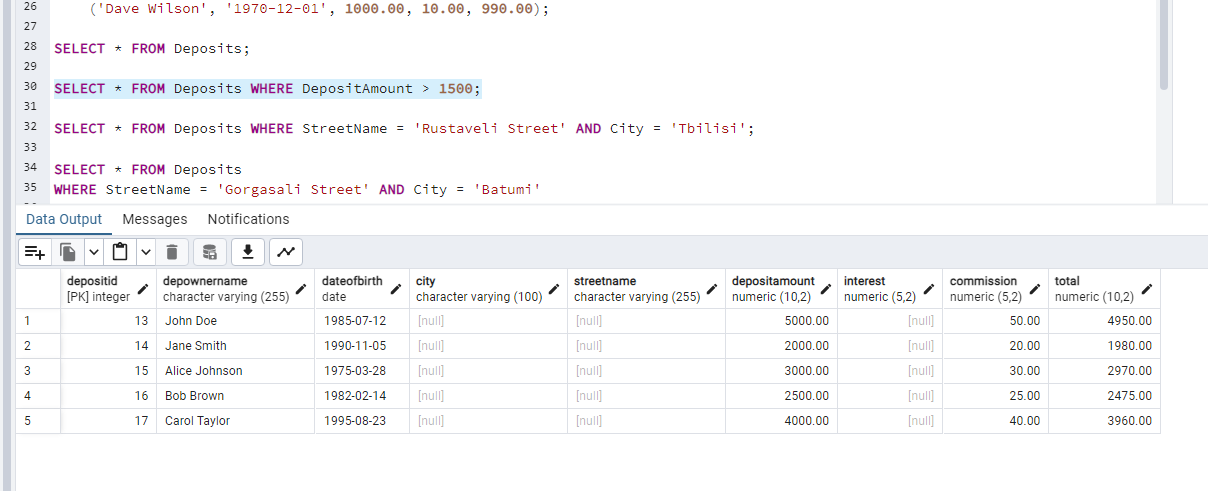 26 ('Dave Wilson', '1970-12-01', 1000.00, 10.00, 990.00);
27
28 SELECT * FROM Deposits;
29
30 SELECT * FROM Deposits WHERE DepositAmount > 1500;
31
32 SELECT * FROM Deposits WHERE StreetName = 'Rustaveli Street' AND City = 'Tbilisi';
33
34 SELECT * FROM Deposits
35 WHERE StreetName = 'Gorgasali Street' AND City = 'Batumi'
Data Output Messages Notifications
depositid depownername dateofbirth city streetname depositamount interest commission total
[PK] integer character varying (255) date character varying (100) character varying (255) numeric (10,2) numeric (5,2) numeric (5,2) numeric (10,2)
1 13 John Doe 1985-07-12 [null] [null] 5000.00 [null] 50.00 4950.00
2 14 Jane Smith 1990-11-05 [null] [null] 2000.00 [null] 20.00 1980.00
3 15 Alice Johnson 1975-03-28 [null] [null] 3000.00 [null] 30.00 2970.00
4 16 Bob Brown 1982-02-14 [null] [null] 2500.00 [null] 25.00 2475.00
5 17 Carol Taylor 1995-08-23 [null] [null] 4000.00 [null] 40.00 3960.00